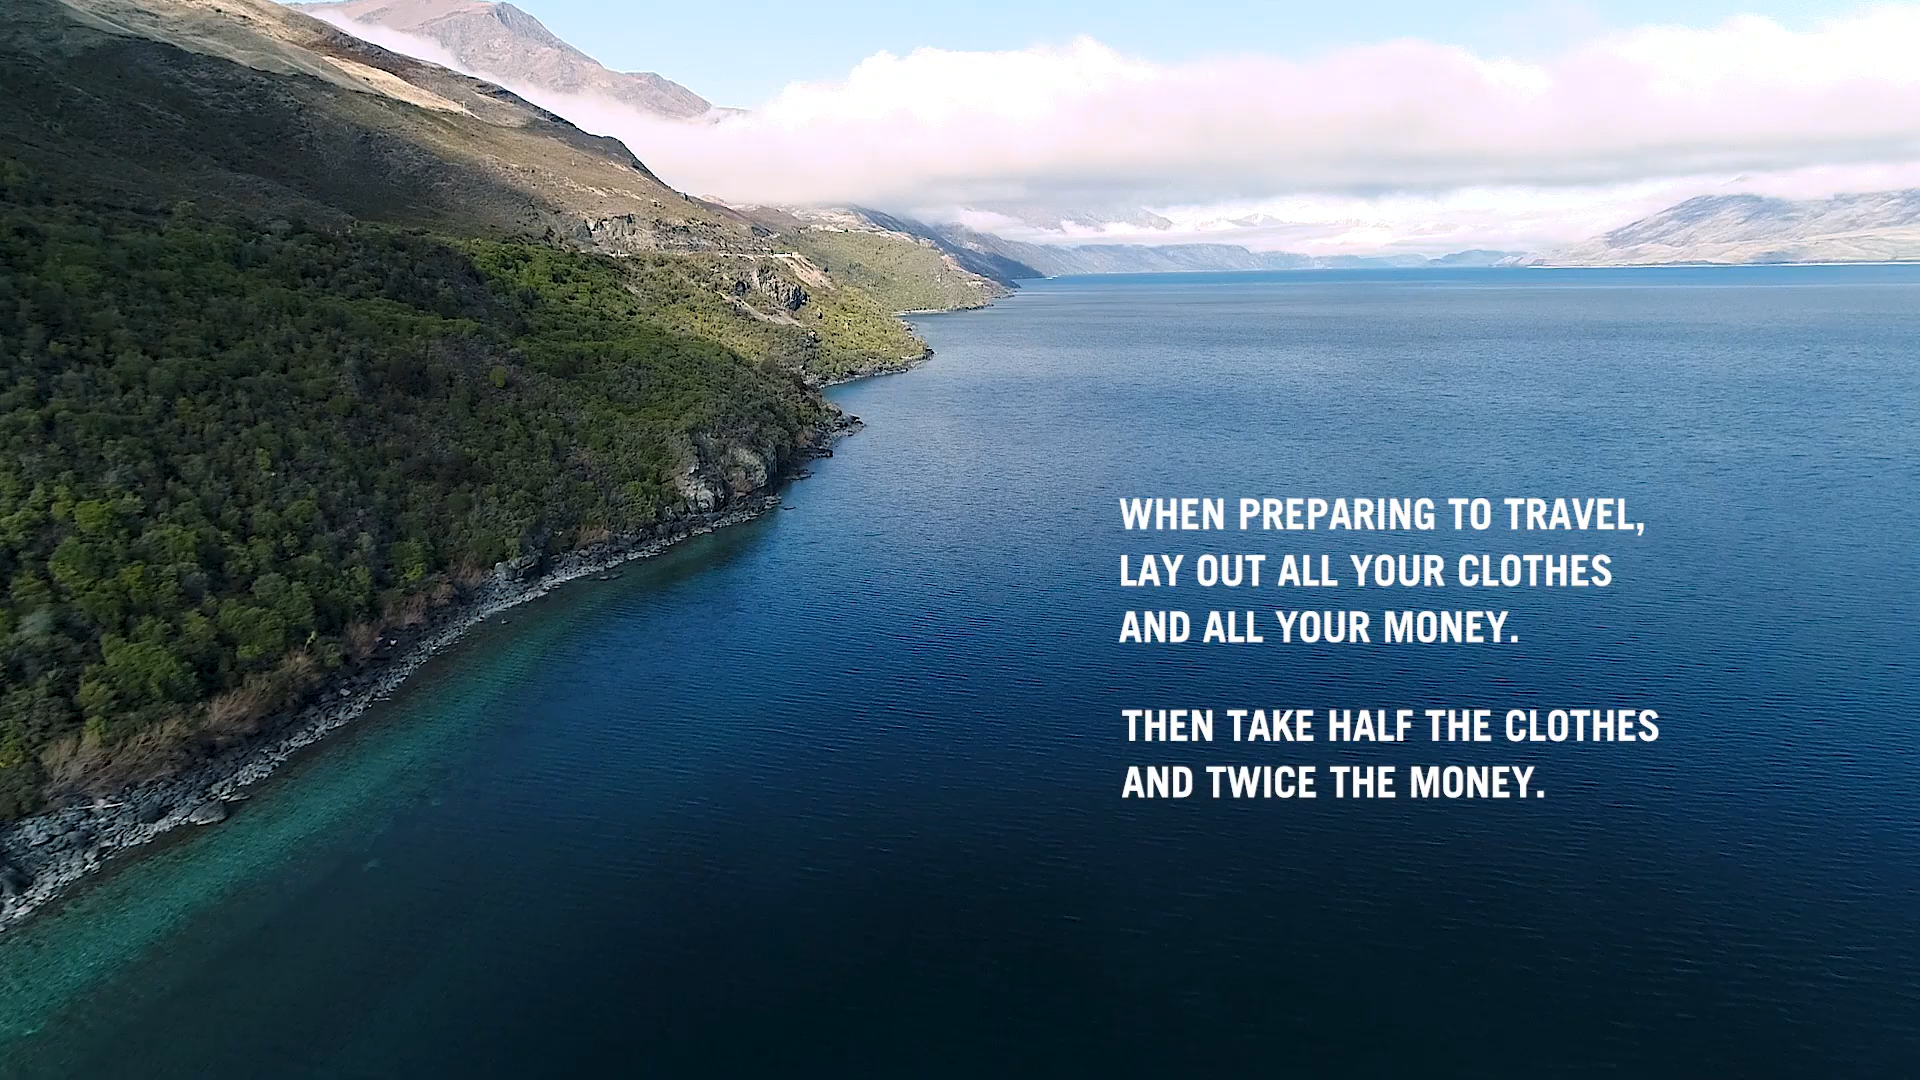 WHEN PREPARING TO TRAVEL,
LAY OUT ALL YOUR CLOTHES
AND ALL YOUR MONEY.
THEN TAKE HALF THE CLOTHES
AND TWICE THE MONEY.